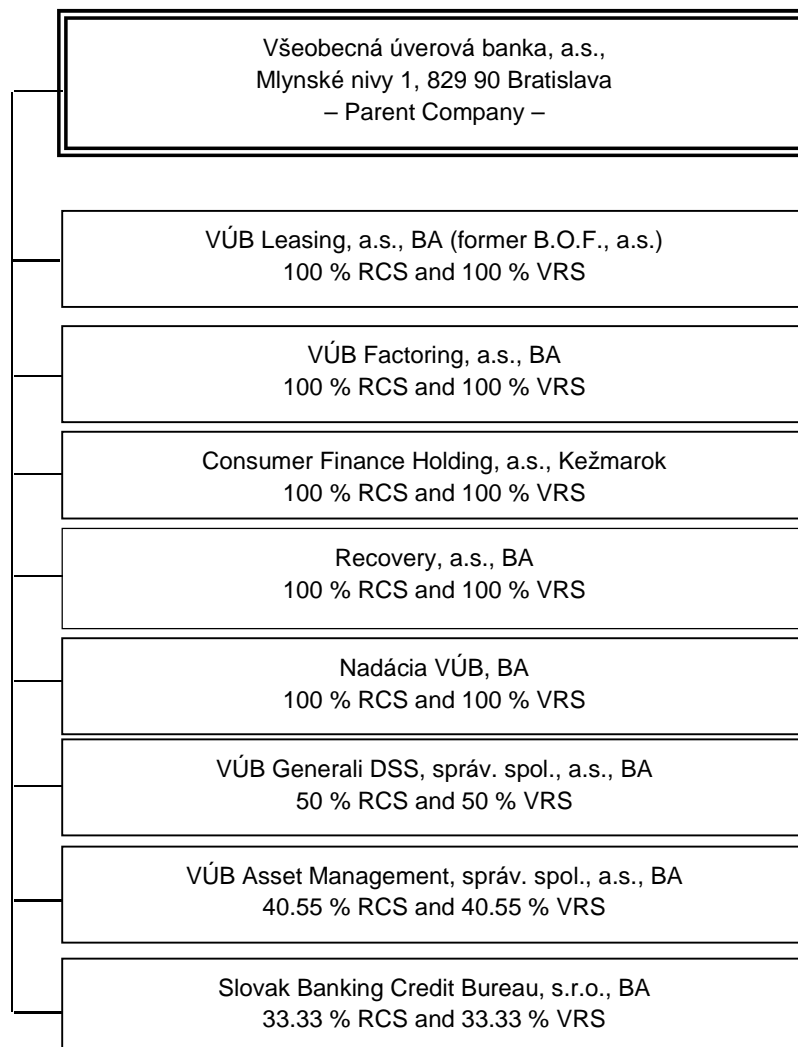 Všeobecná úverová banka, a.s.,
Mlynské nivy 1, 829 90 Bratislava
– Parent Company –
VÚB Leasing, a.s., BA (former B.O.F., a.s.)
100 % RCS and 100 % VRS
VÚB Factoring, a.s., BA
100 % RCS and 100 % VRS
Consumer Finance Holding, a.s., Kežmarok
100 % RCS and 100 % VRS
Recovery, a.s., BA
100 % RCS and 100 % VRS
Nadácia VÚB, BA
100 % RCS and 100 % VRS
VÚB Generali DSS, správ. spol., a.s., BA
50 % RCS and 50 % VRS
VÚB Asset Management, správ. spol., a.s., BA
40.55 % RCS and 40.55 % VRS
Slovak Banking Credit Bureau, s.r.o., BA
33.33 % RCS and 33.33 % VRS